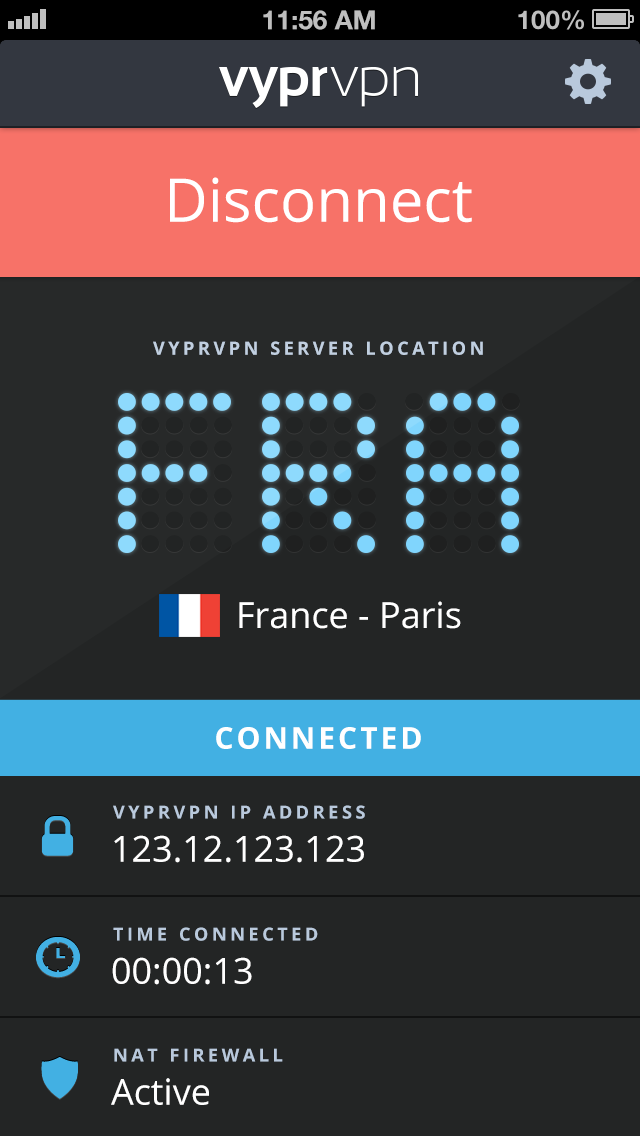 11:56 AM 100%
vyprvpn
Disconnect
VYPRVPN SERVER LOCATION
FRA
France - Paris
CONNECTED
VYPRVPN IP ADDRESS
123.12.123.123
TIME CONNECTED
00:00:13
NAT FIREWALL
Active